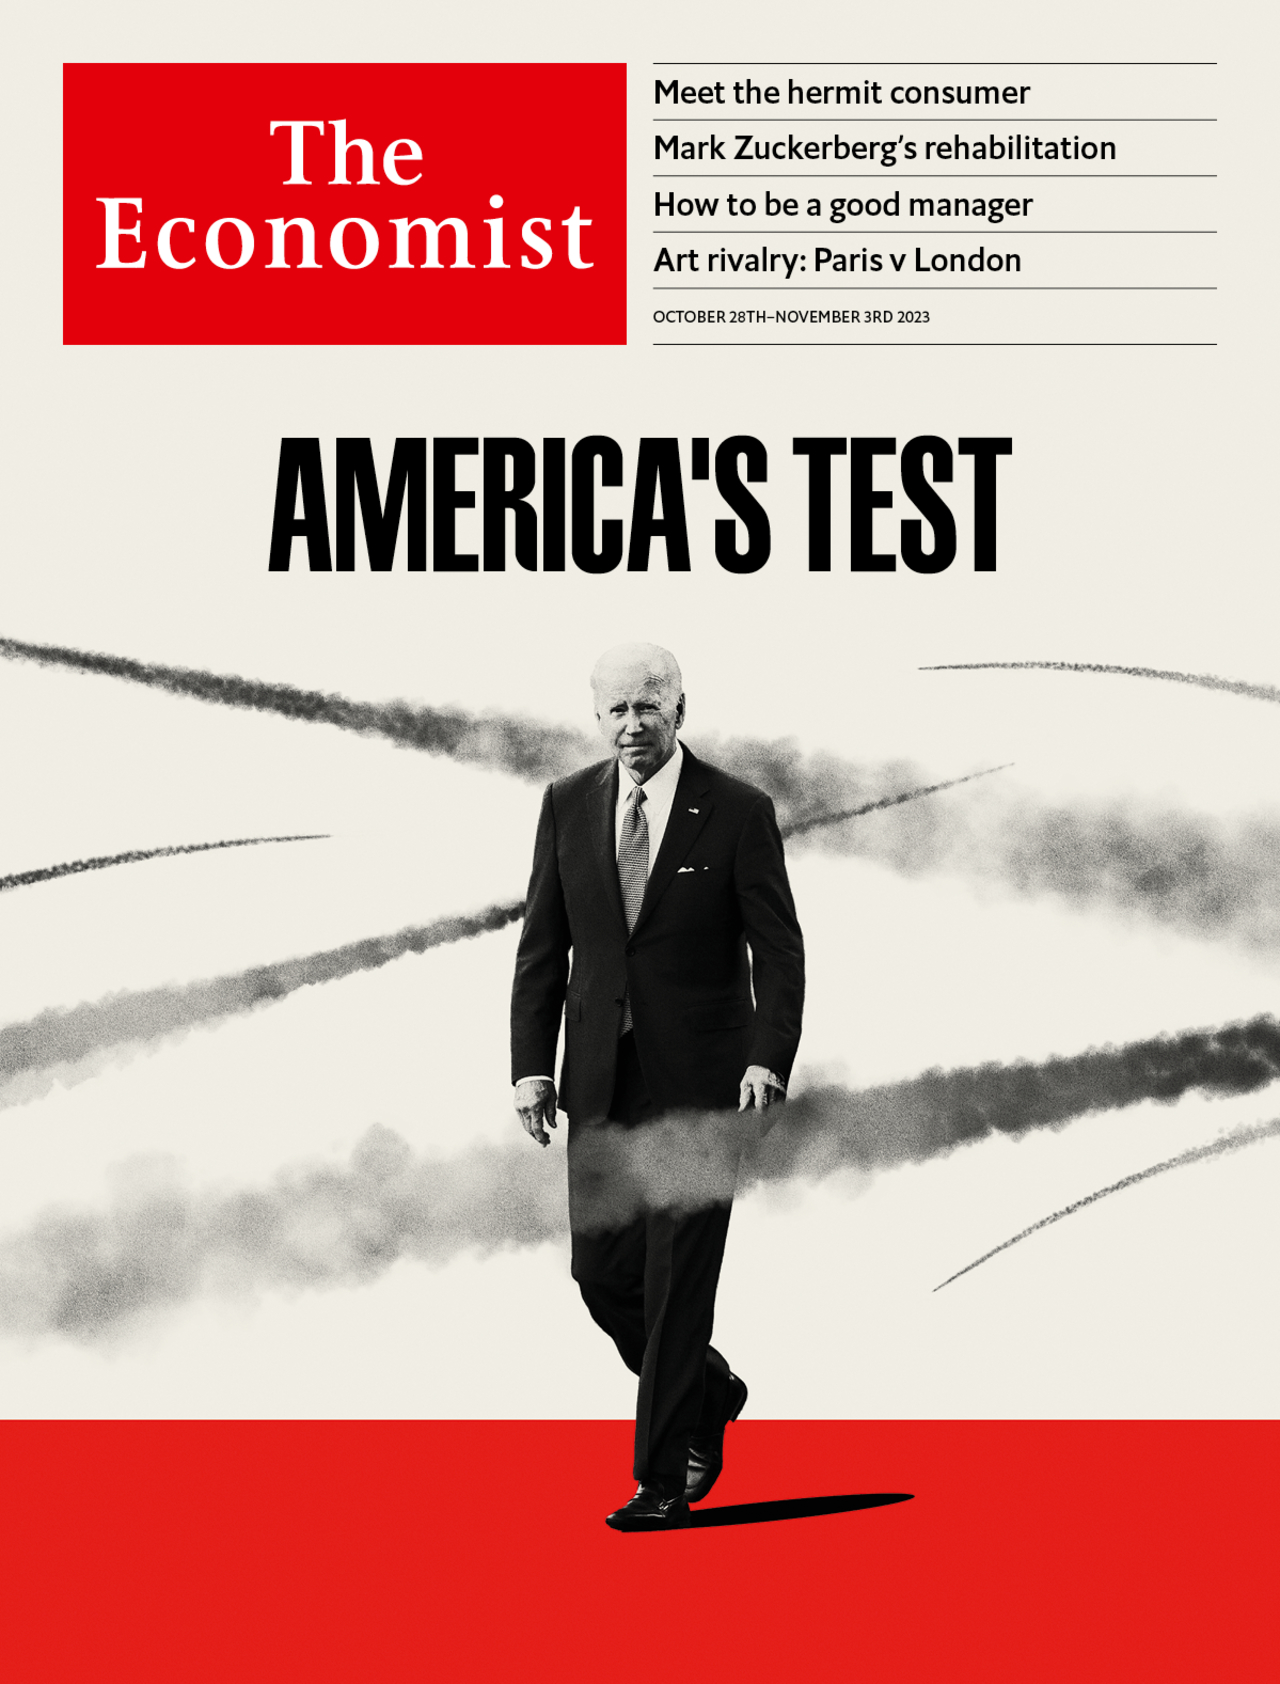 The
Economist
Meet the hermit consumer
Mark Zuckerberg’s rehabilitation
How to be a good manager
Art rivalry: Paris v London
OCTOBER 28TH–NOVEMBER 3RD 2023
AMERICA'S TEST